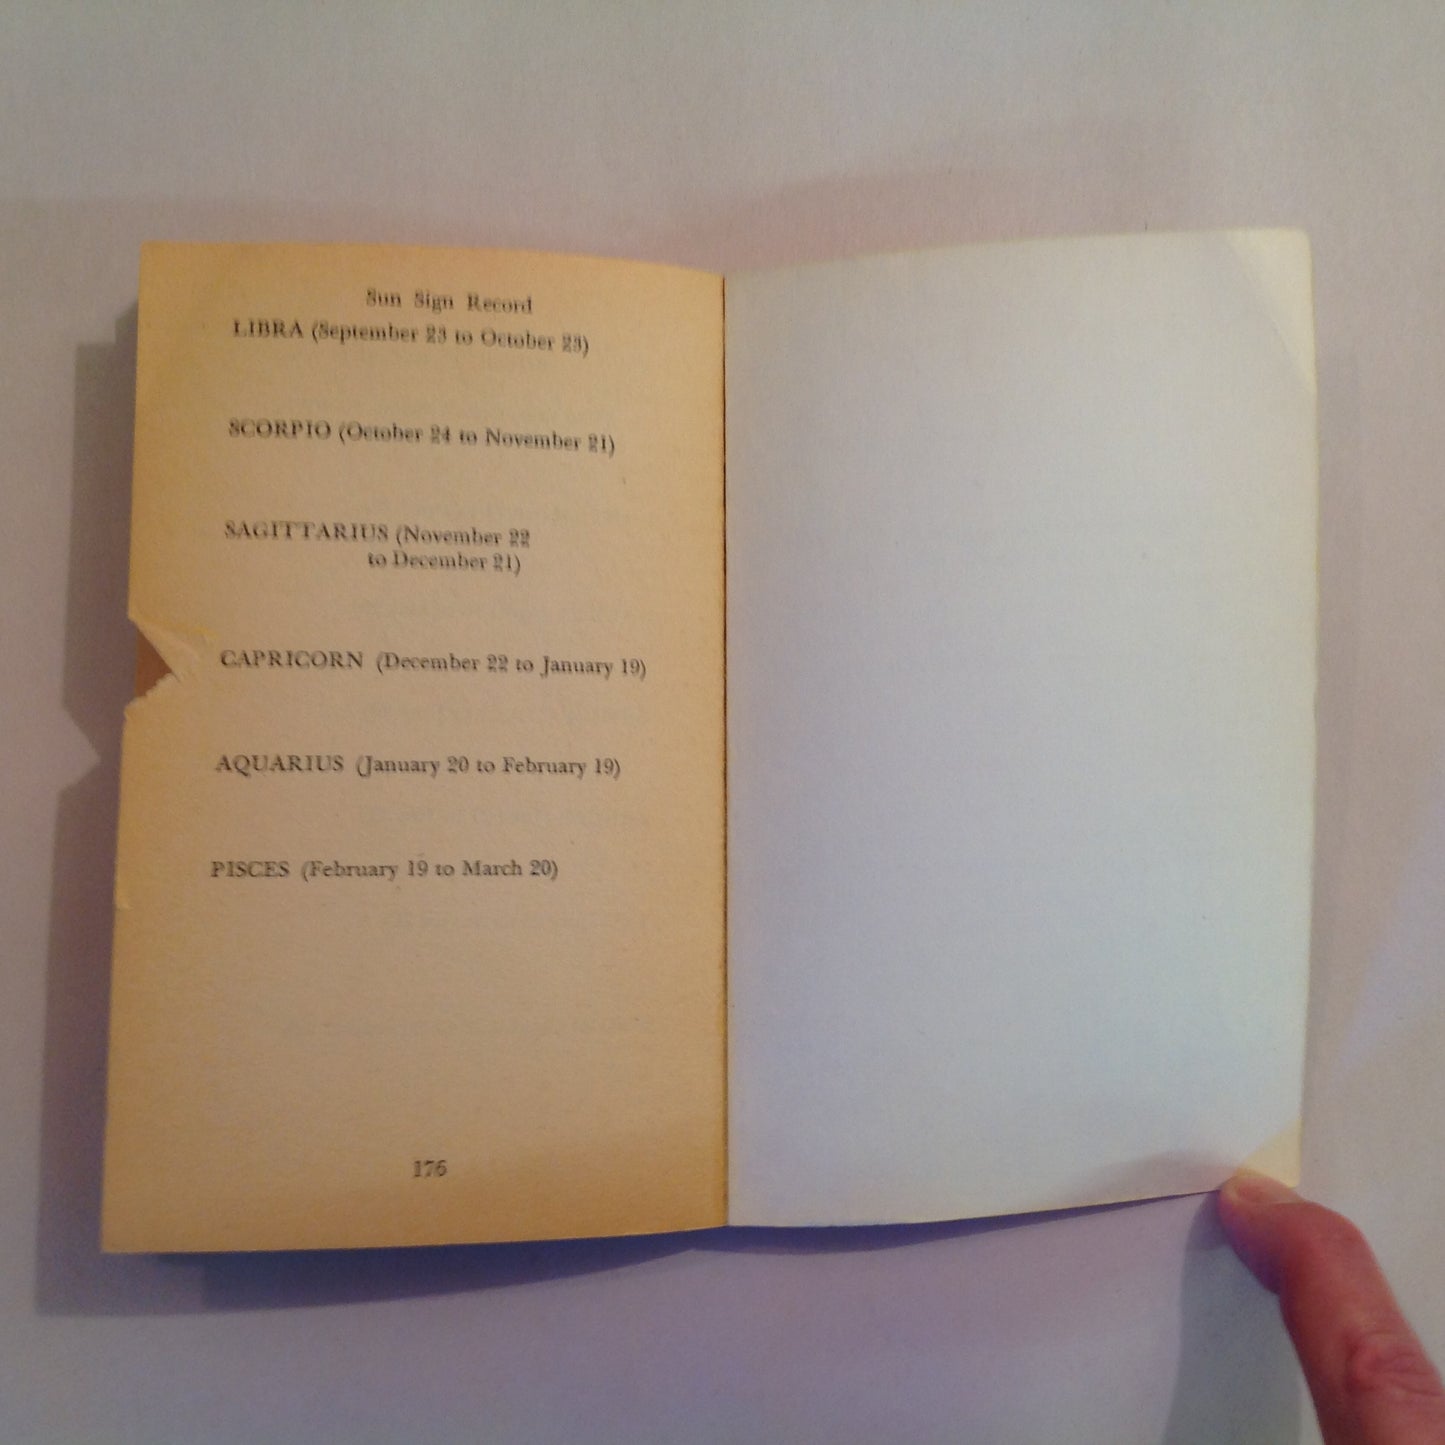 Sun Sign Record
LIBRA (September 23 to October 23)
SCORPIO (October 24 to November 21)
SAGITTARIUS (November 22
to December 21)
CAPRICORN (December 22 to January 19)
AQUARIUS (January 20 to February 19)
PISCES (February 19 to March 20)
176